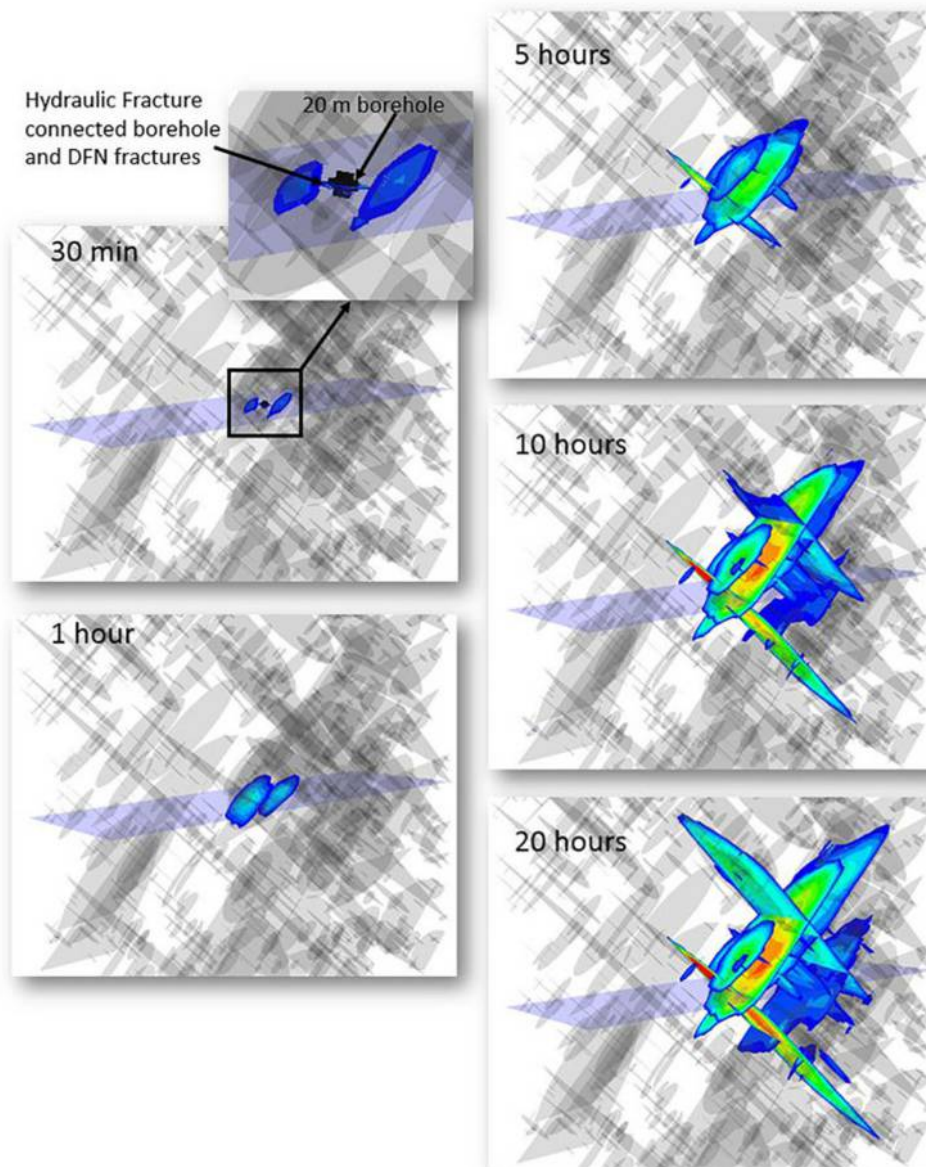 Hydraulic Fracture
connected borehole
and DFN fractures
20 m borehole
30 min
1 hour
5 hours
10 hours
20 hours